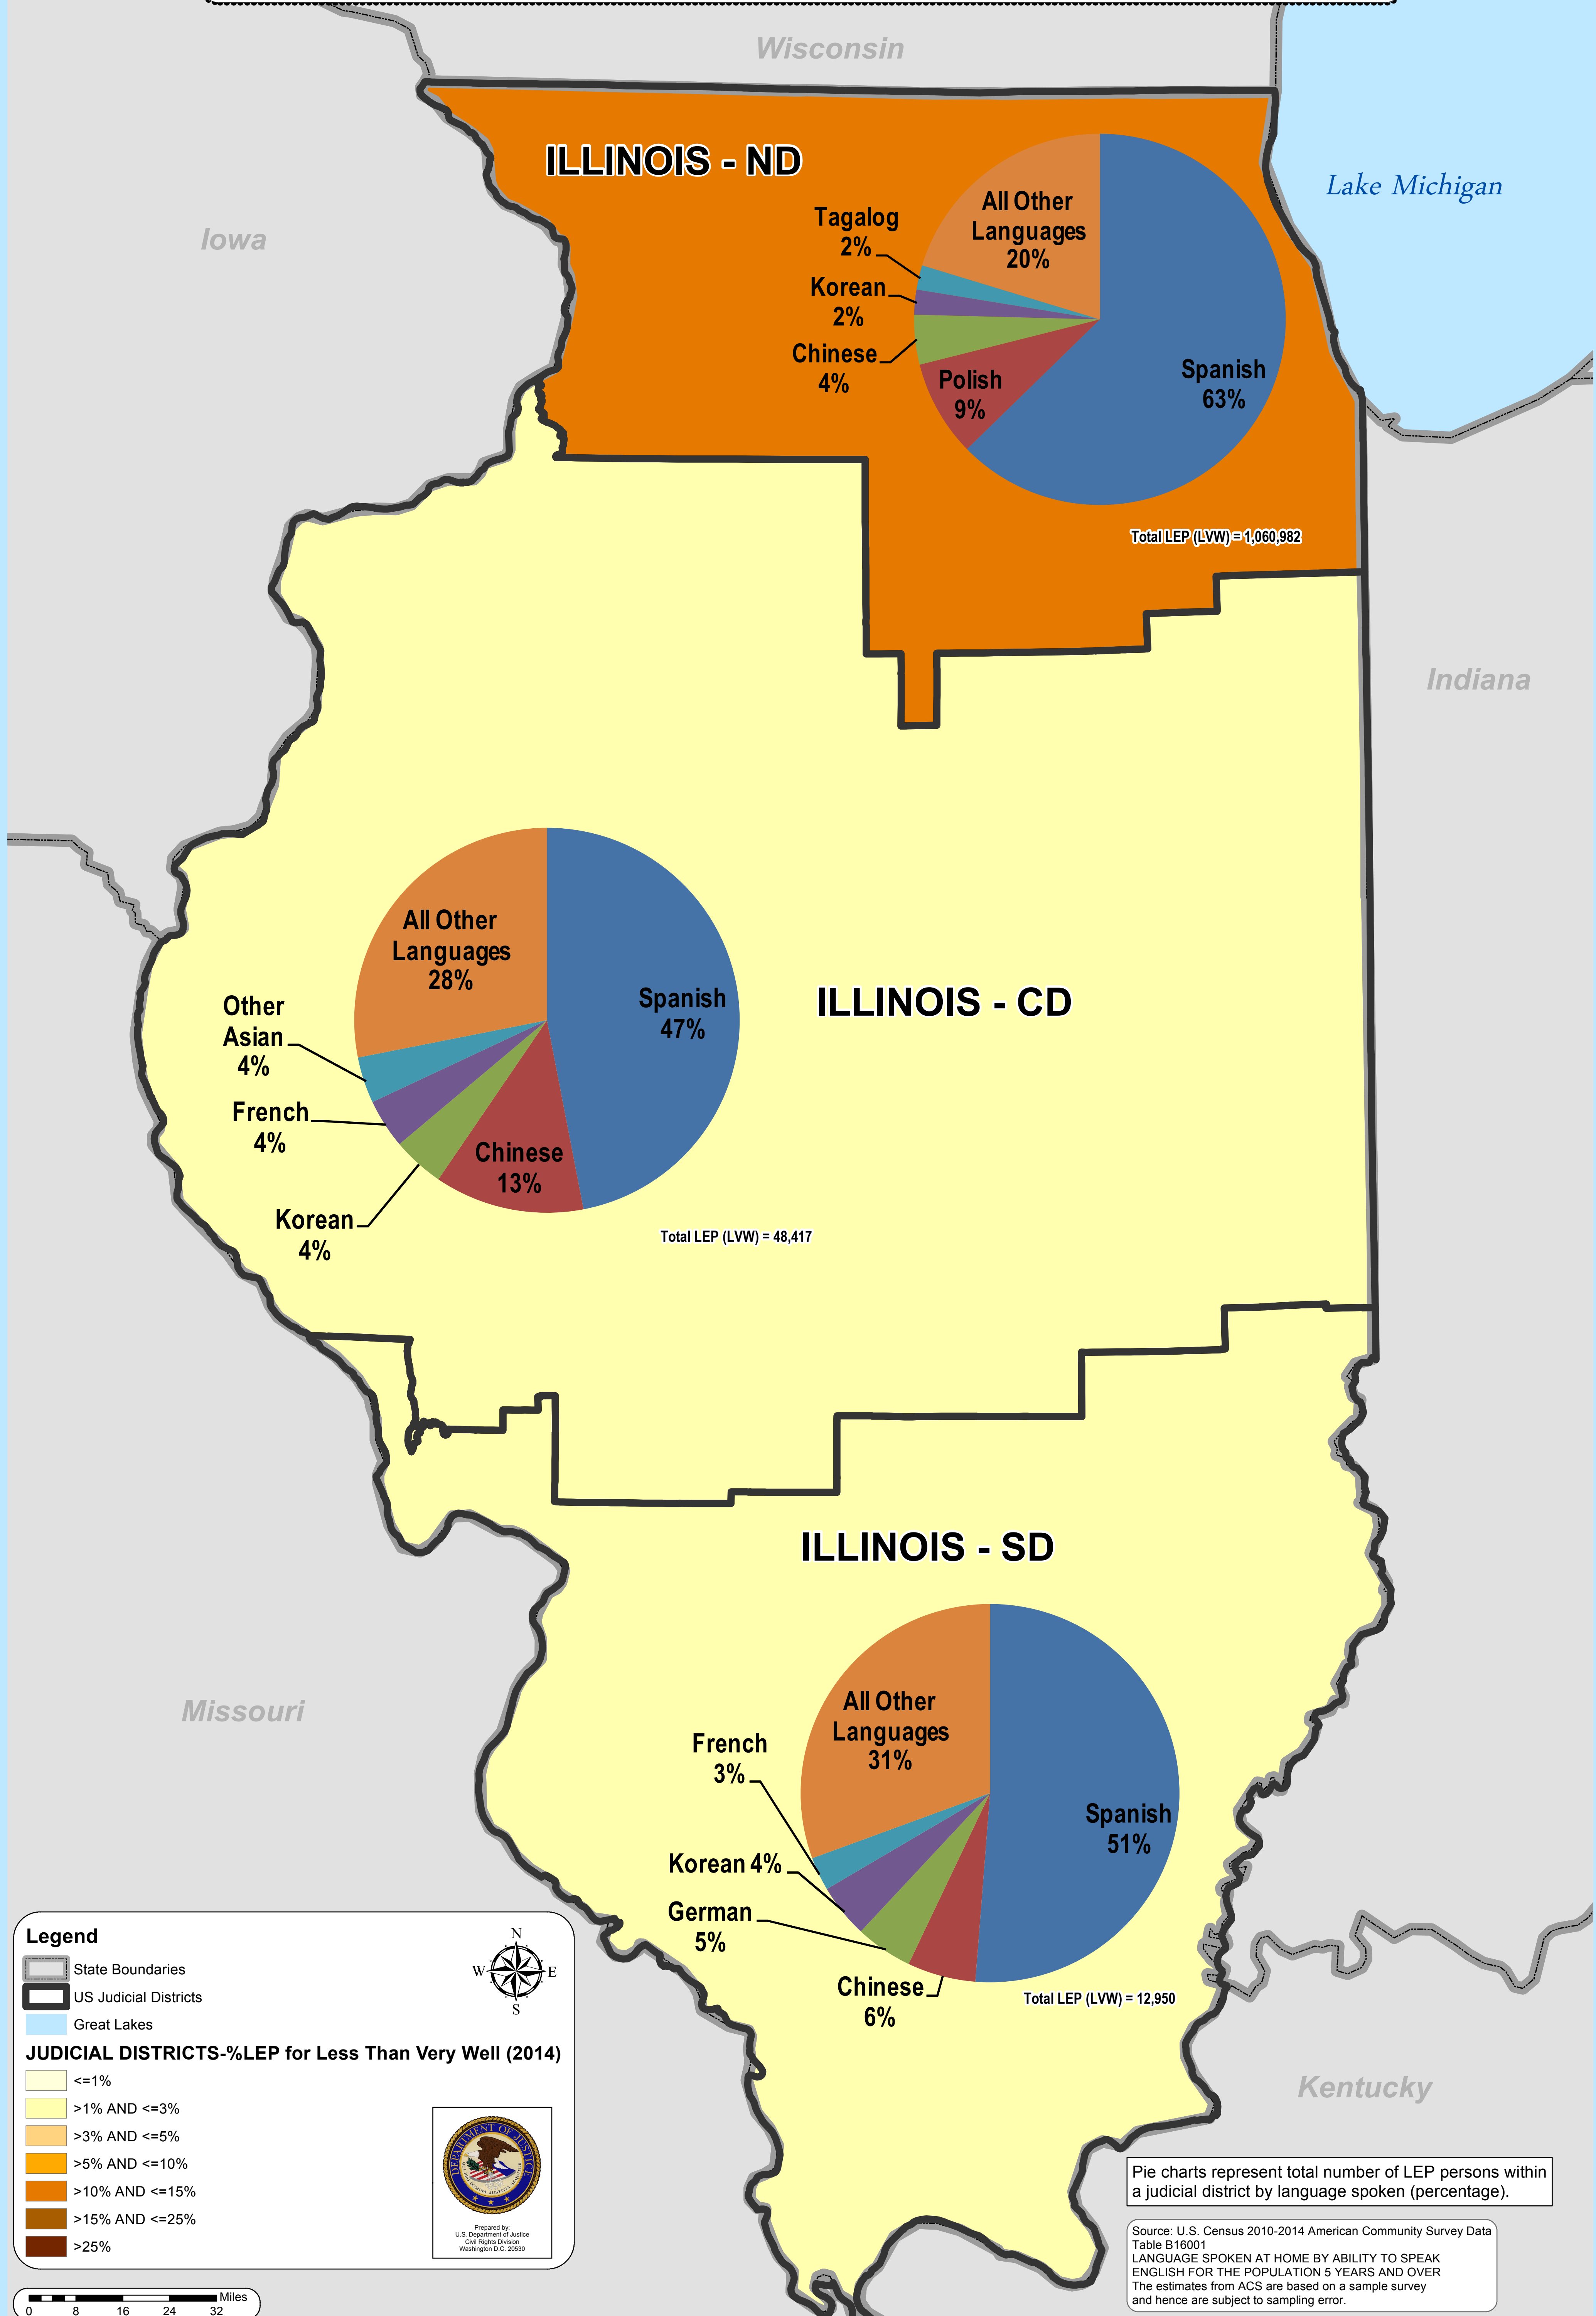 Wisconsin
ILLINOIS - ND
Lake Michigan
Iowa
All Other
Languages
20%
Tagalog
2%
Korean
2%
Chinese
4%
Polish
9%
Spanish
63%
Total LEP (LVW) = 1,060,982
Indiana
All Other
Languages
28%
Spanish
47%
ILLINOIS - CD
Other
Asian
4%
French
4%
Chinese
13%
Korean
4%
Total LEP (LVW) = 48,417
ILLINOIS - SD
Missouri
All Other
Languages
31%
French
3%
Spanish
51%
Korean 4%
German
5%
Chinese
6%
Total LEP (LVW) = 12,950
Kentucky
Legend
State Boundaries
US Judicial Districts
Great Lakes
N
W
E
S
JUDICIAL DISTRICTS-%LEP for Less Than Very Well (2014)
<=1%
>1% AND <=3%
>3% AND <=5%
>5% AND <=10%
>10% AND <=15%
>15% AND <=25%
>25%
DEPARTMENT OF JUSTICE
Prepared by:
U.S. Department of Justice
Civil Rights Division
Washington D.C. 20530
Miles
0 8 16 24 32
Pie charts represent total number of LEP persons within
a judicial district by language spoken (percentage).
Source: U.S. Census 2010-2014 American Community Survey Data
Table B16001
LANGUAGE SPOKEN AT HOME BY ABILITY TO SPEAK
ENGLISH FOR THE POPULATION 5 YEARS AND OVER
The estimates from ACS are based on a sample survey
and hence are subject to sampling error.